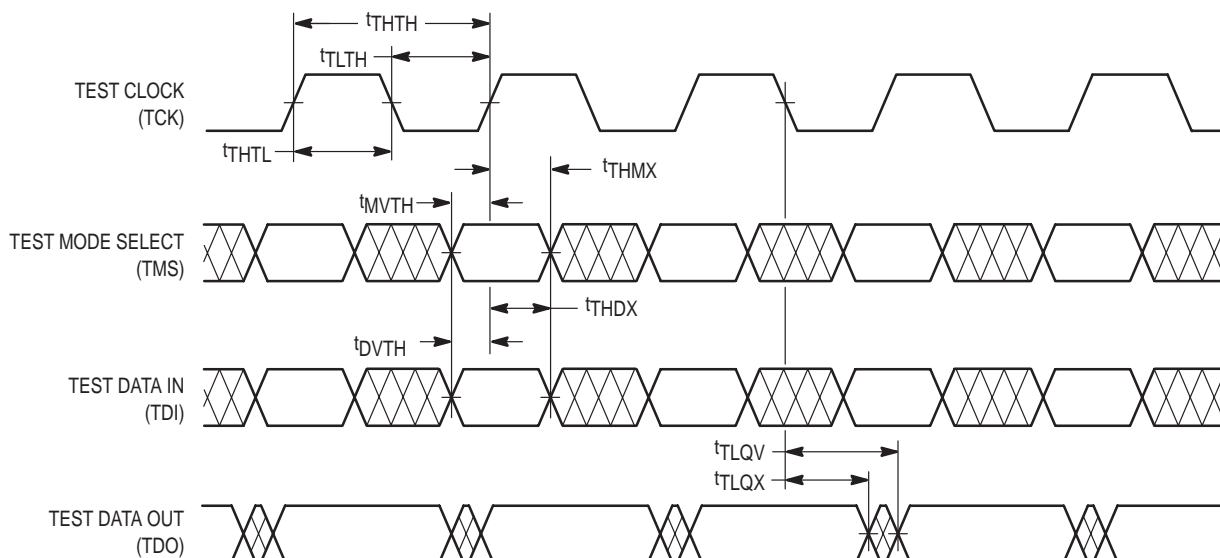 tTHTH
tTLTH
TEST CLOCK
(TCK)
tTHTL
tTHMX
tMVTH
TEST MODE SELECT
(TMS)
tTHDX
tDVTH
TEST DATA IN
(TDI)
tTLQV
tTLQX
TEST DATA OUT
(TDO)